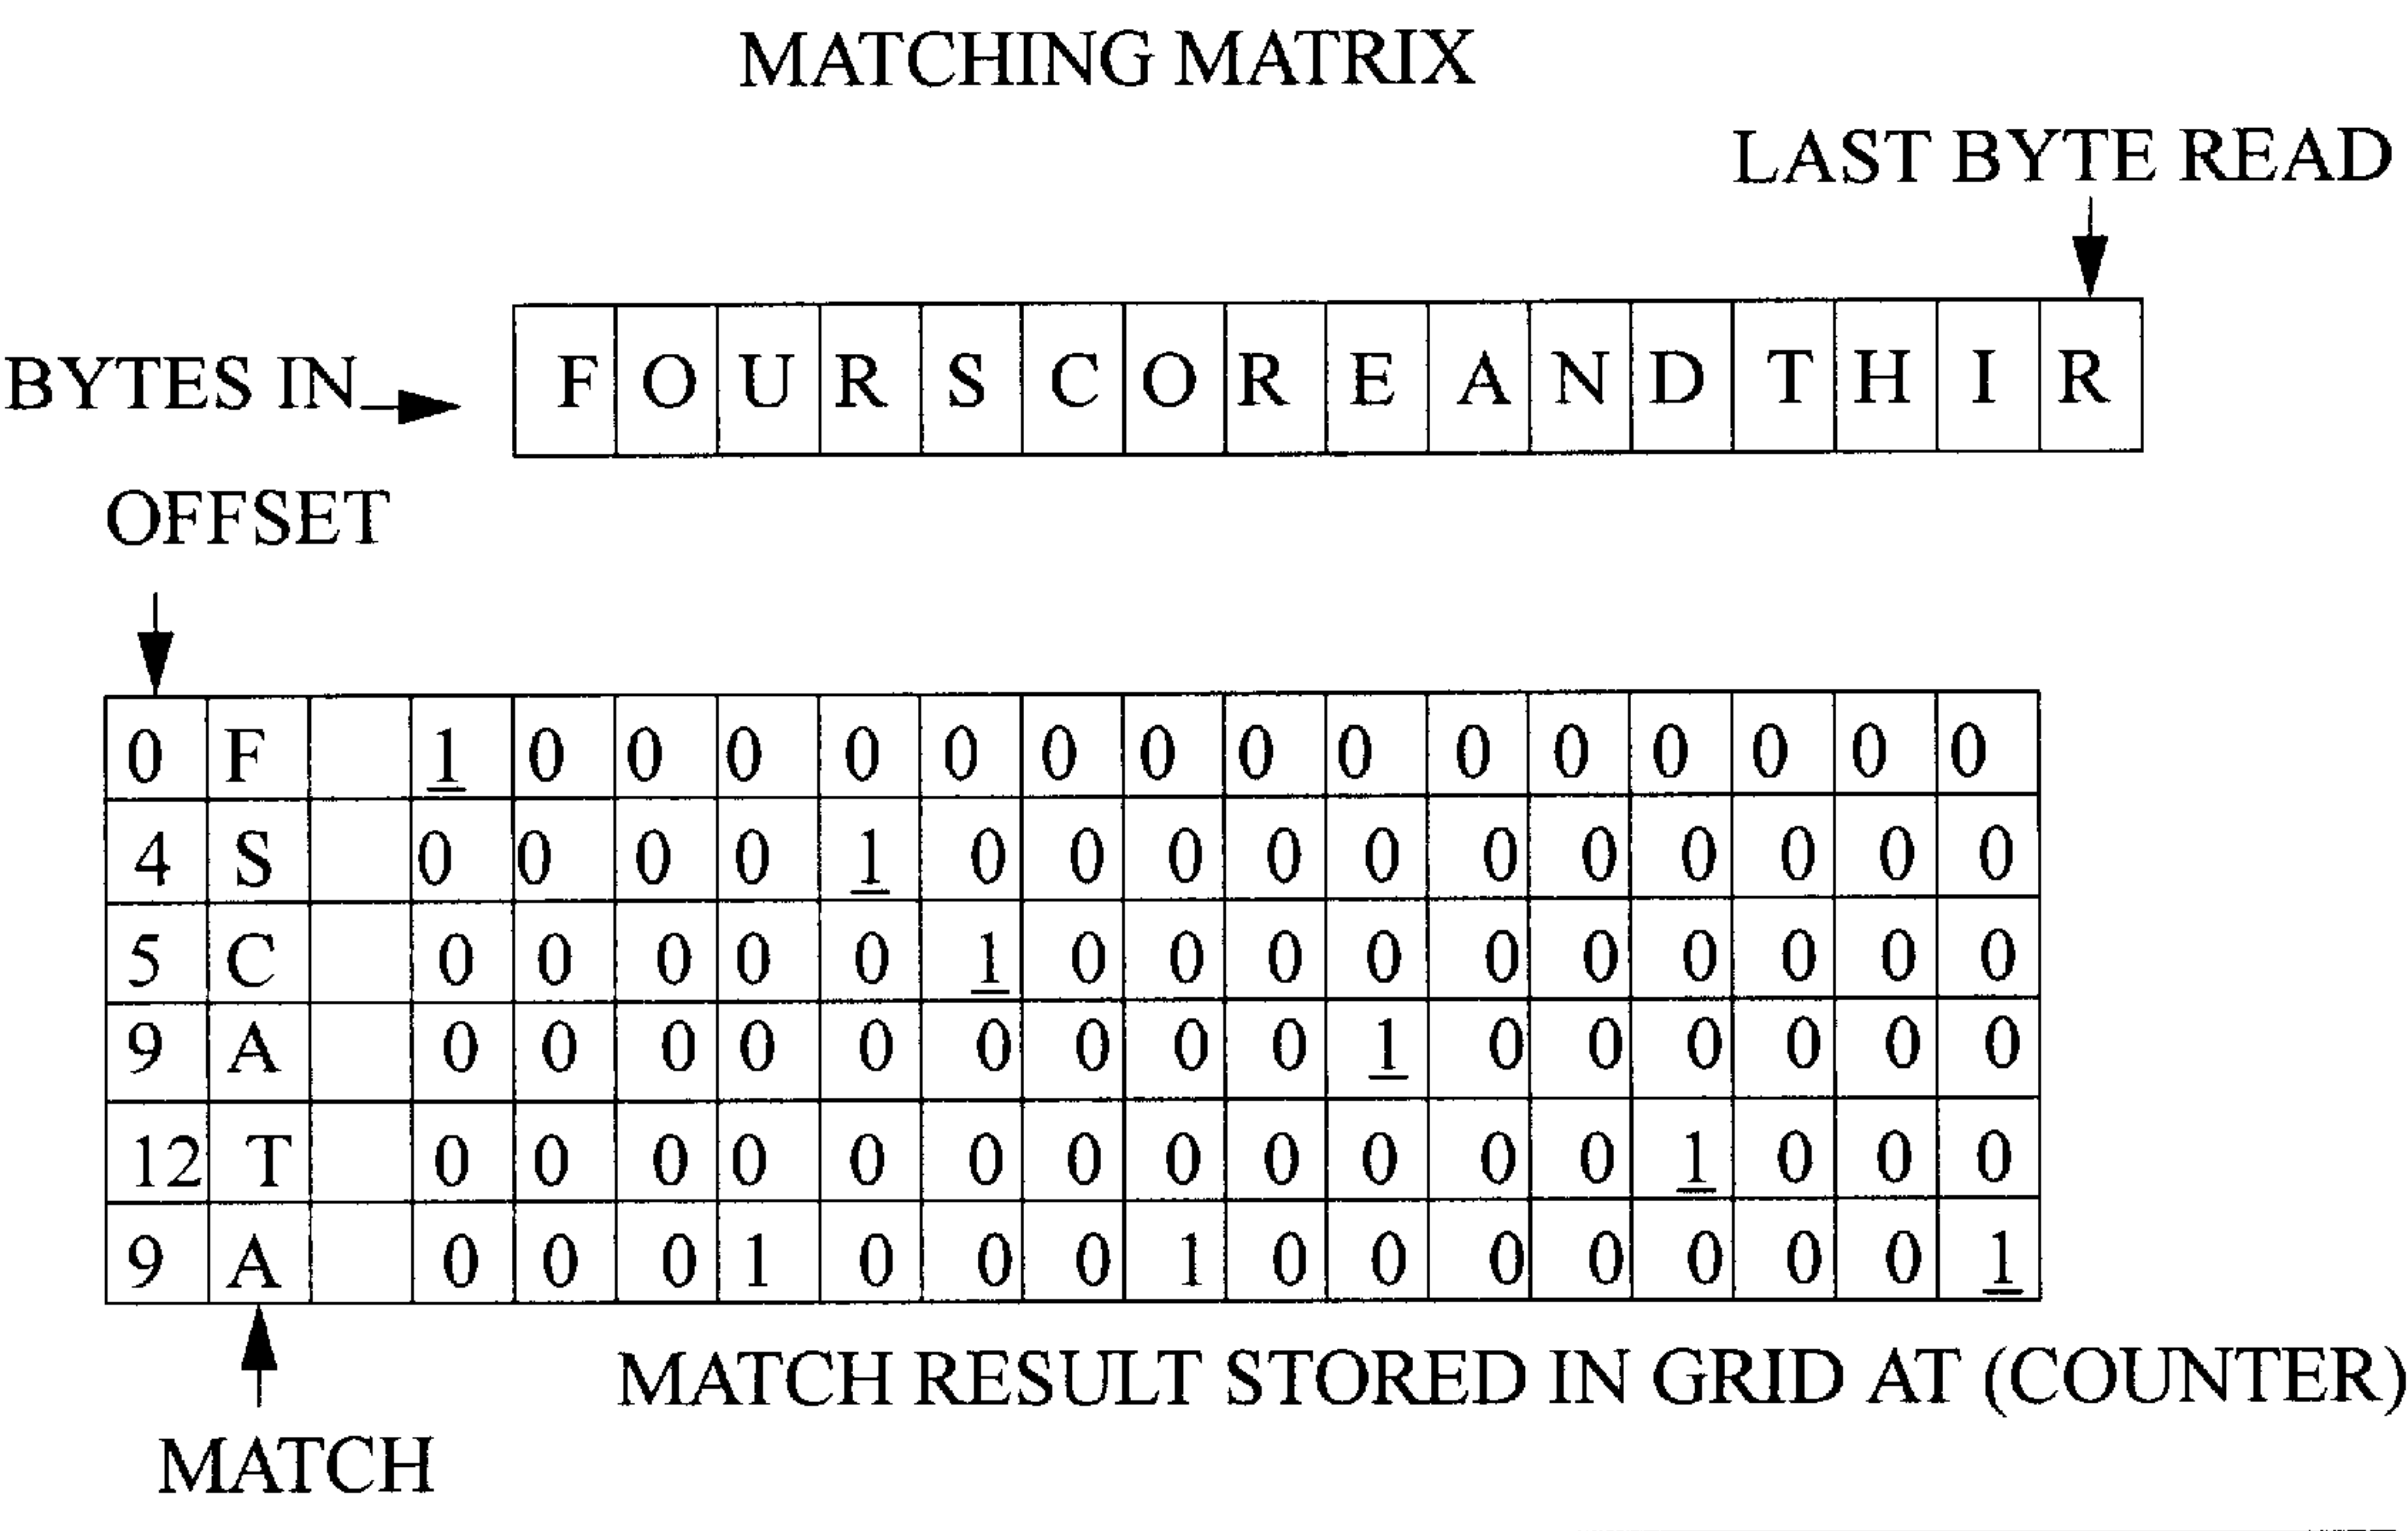 MATCHING MATRIX
LAST BYTE READ
BYTES IN F O U R S C O R E A N D T H I R
OFFSET
0 F 1 0 0 0 0 0 0 0 0 0 0 0 0 0 0 0
4 S 0 0 0 0 1 0 0 0 0 0 0 0 0 0 0 0
5 C 0 0 0 0 0 1 0 0 0 0 0 0 0 0 0 0
9 A 0 0 0 0 0 0 0 0 0 1 0 0 0 0 0 0
12 T 0 0 0 0 0 0 0 0 0 0 0 0 1 0 0 0
9 A 0 0 0 1 0 0 0 1 0 0 0 0 0 0 0 1
MATCH RESULT STORED IN GRID AT (COUNTER)
MATCH